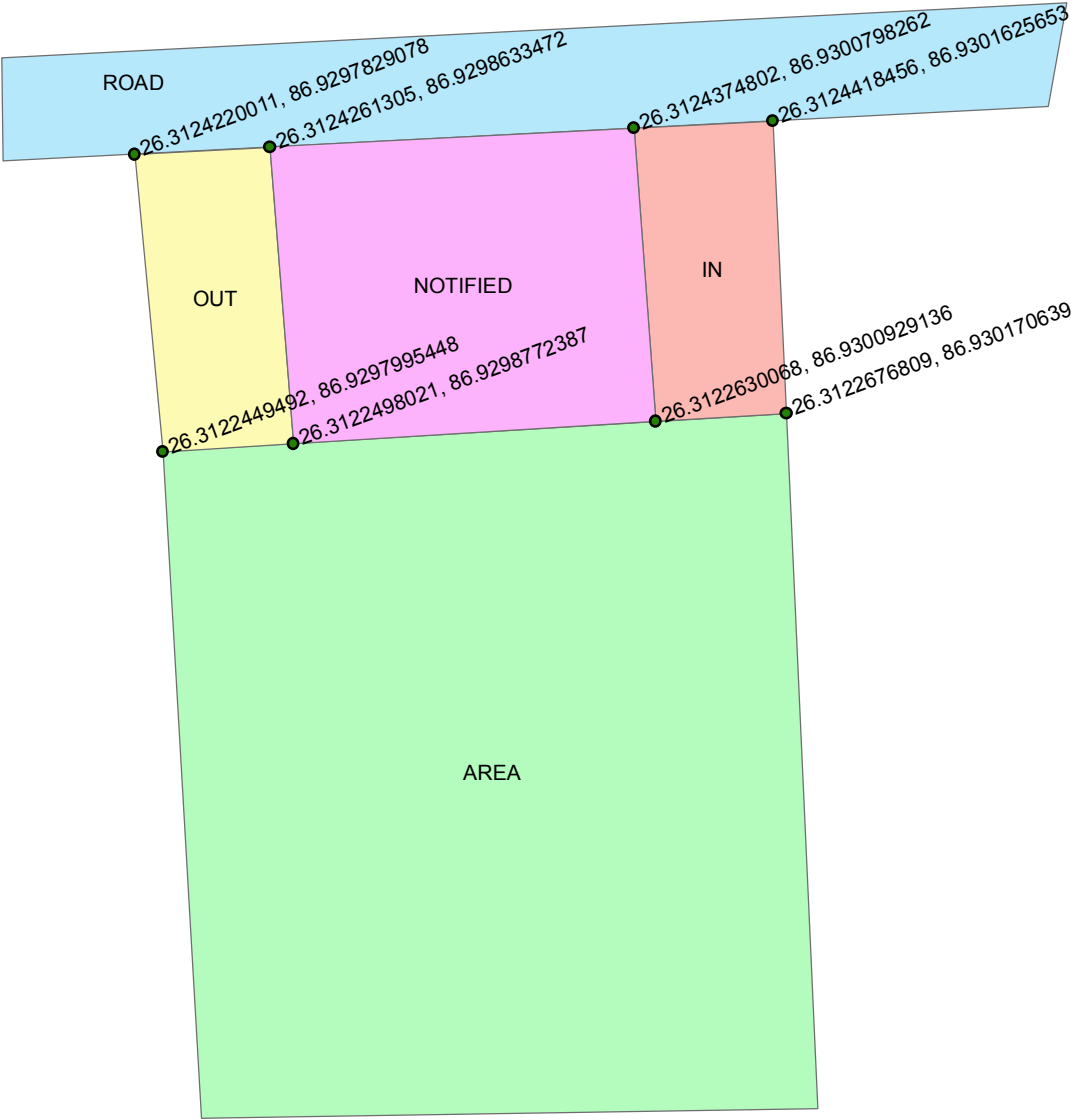 ROAD
26.3124220011, 86.9297829078
26.3124261305, 86.9298633472
26.3124374802, 86.9300798262
26.3124418456, 86.9301625653
OUT
NOTIFIED
IN
26.3122449492, 86.9297995448
26.3122498021, 86.9298772387
26.3122630068, 86.9300929136
26.3122676809, 86.930170639
AREA